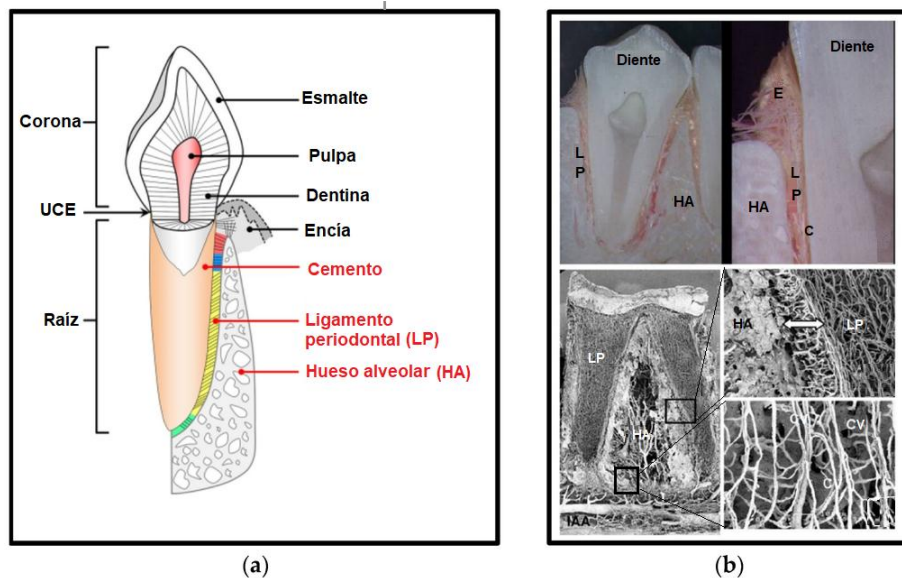 Corona
UCE
Raíz
Esmalte
Pulpa
Dentina
Encía
Cemento
Ligamento
periodontal (LP)
Hueso alveolar (HA)
(a)
Diente
L
P
HA
Diente
E
HA
L
P
C
LP
HA
IAA
HA
LP
CV
C
(b)